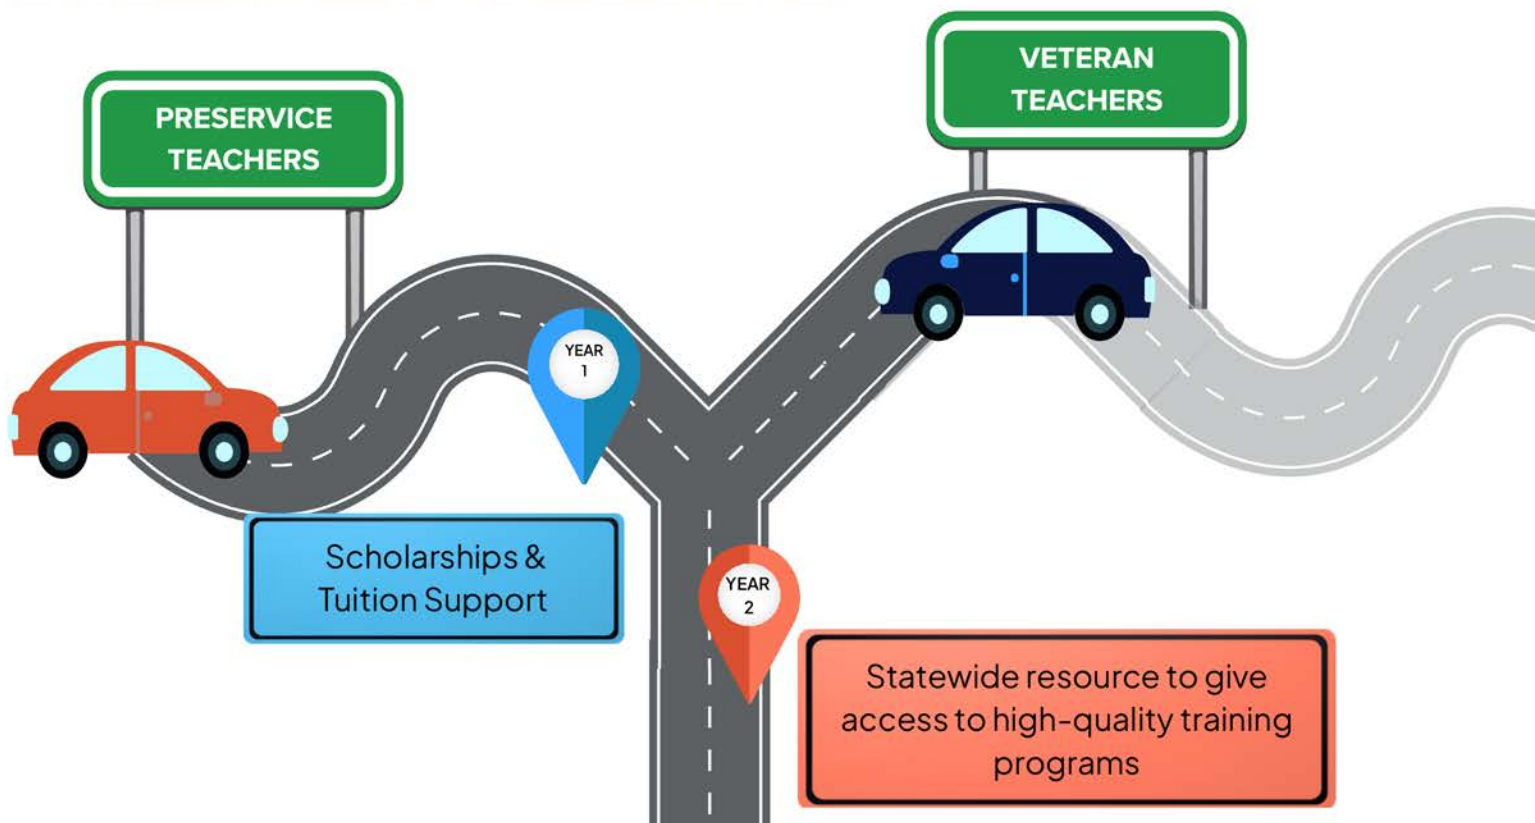 PRESERVICE
TEACHERS
VETERAN
TEACHERS
YEAR
1
Scholarships &
Tuition Support
YEAR
2
Statewide resource to give
access to high-quality training
programs